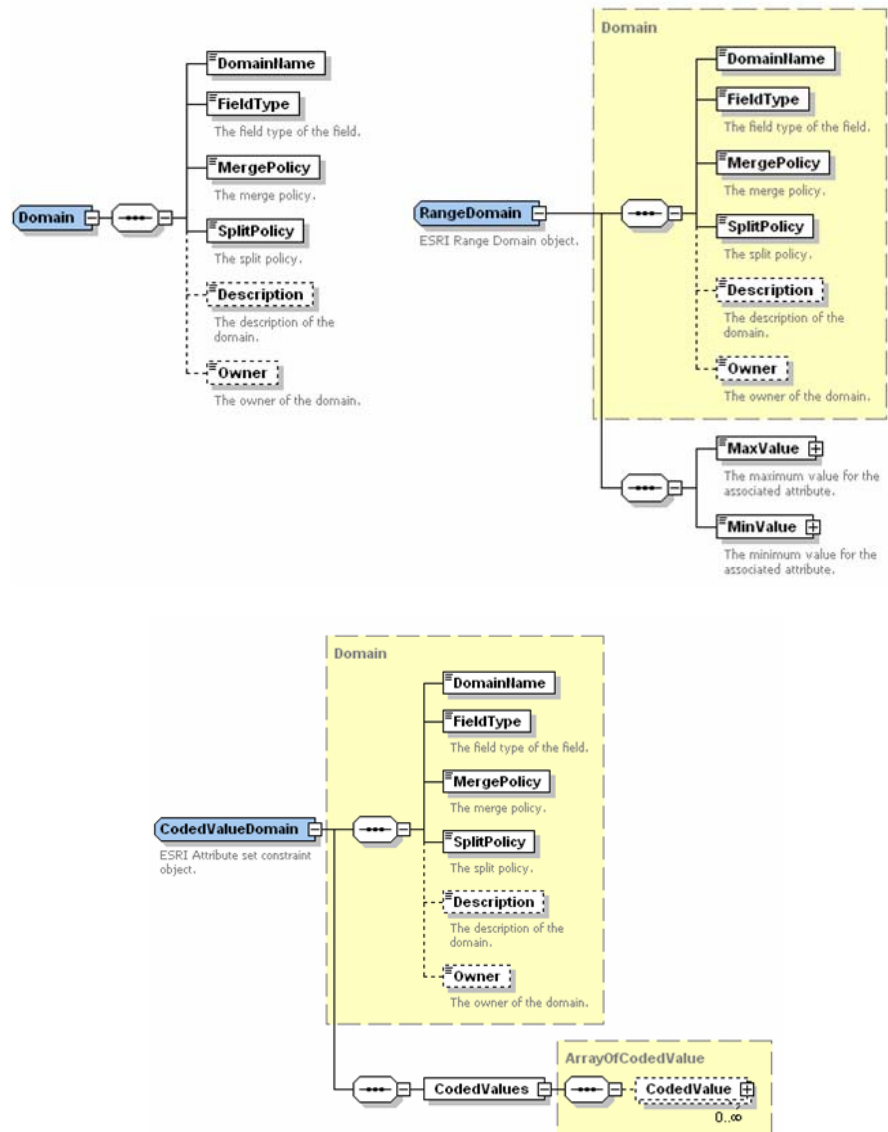 DomainName
FieldType
The field type of the field.
MergePolicy
The merge policy.
Domain
SplitPolicy
The split policy.
Description
The description of the
domain.
Owner
The owner of the domain.
Domain
DomainName
FieldType
The field type of the field.
MergePolicy
The merge policy.
RangeDomain
ESRI Range Domain object.
SplitPolicy
The split policy.
Description
The description of the
domain.
Owner
The owner of the domain.
MaxValue
The maximum value for the
associated attribute.
MinValue
The minimum value for the
associated attribute.
Domain
DomainName
FieldType
The field type of the field.
MergePolicy
The merge policy.
CodedValueDomain
ESRI Attribute set constraint
object.
SplitPolicy
The split policy.
Description
The description of the
domain.
Owner
The owner of the domain.
ArrayOfCodedValue
CodedValues
CodedValue
0..∞